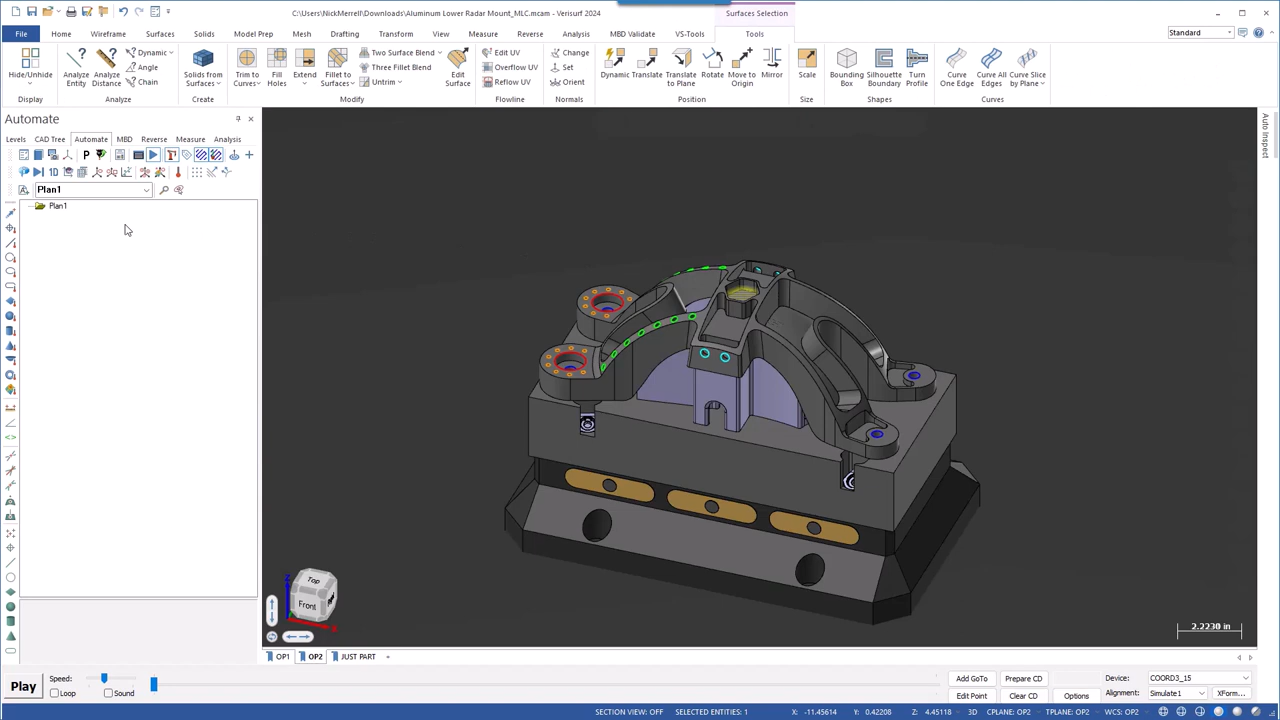 C:\Users\NickMerrell\Downloads\Aluminum Lower Radar Mount_MLC.mcam - Verisurf 2024
Surfaces Selection
File Home Wireframe Surfaces Solids Model Prep Mesh Drafting Transform View Measure Reverse Analysis MBD Validate VS-Tools Tools
Standard
Hide/Unhide
Display
Analyze Entity
Analyze Distance
Dynamic
Angle
Chain
Analyze
Solids from Surfaces
Create
Trim to Curves
Fill Holes
Extend
Fillet to Surfaces
Two Surface Blend
Three Fillet Blend
Untrim
Edit Surface
Modify
Edit UV
Overflow UV
Reflow UV
Flowline
Change
Set
Orient
Normals
Dynamic
Translate
Translate to Plane
Rotate
Move to Origin
Mirror
Position
Scale
Size
Bounding Box
Silhouette Boundary
Turn Profile
Shapes
Curve One Edge
Curve All Edges
Curve Slice by Plane
Curves
Automate
Levels CAD Tree Automate MBD Reverse Measure Analysis
P
1D
Plan1
Plan1
Auto Inspect
Top
Front
Z
X
2.2230 in
OP1 OP2 JUST PART
Play
Speed:
Loop
Sound
Add GoTo
Prepare CD
Edit Point
Clear CD
Options
Device: COORD3_15
Alignment: Simulate1
XForm...
SECTION VIEW: OFF SELECTED ENTITIES: 1 X: -11.45614 Y: 0.42208 Z: 4.45118 3D CPLANE: OP2 TPLANE: OP2 WCS: OP2